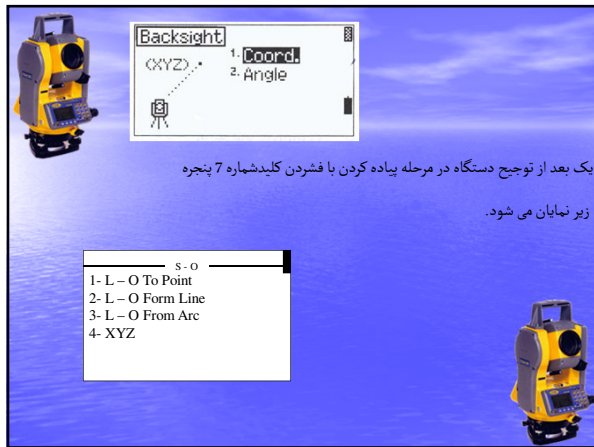 Backsight
(XYZ)
1. Coord.
2. Angle
یک بعد از توجیح دستگاه در مرحله پیاده کردن با فشردن کلیدشماره 7 پنجره
زیر نمایان می شود.
S - O
1- L – O To Point
2- L – O Form Line
3- L – O From Arc
4- XYZ